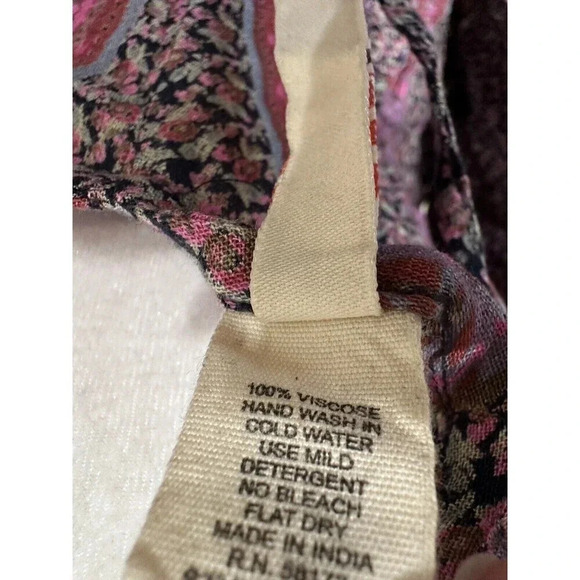 100% VISCOSE
HAND WASH IN
COLD WATER
USE MILD
DETERGENT
NO BLEACH
FLAT DRY
MADE IN INDIA
R.N.